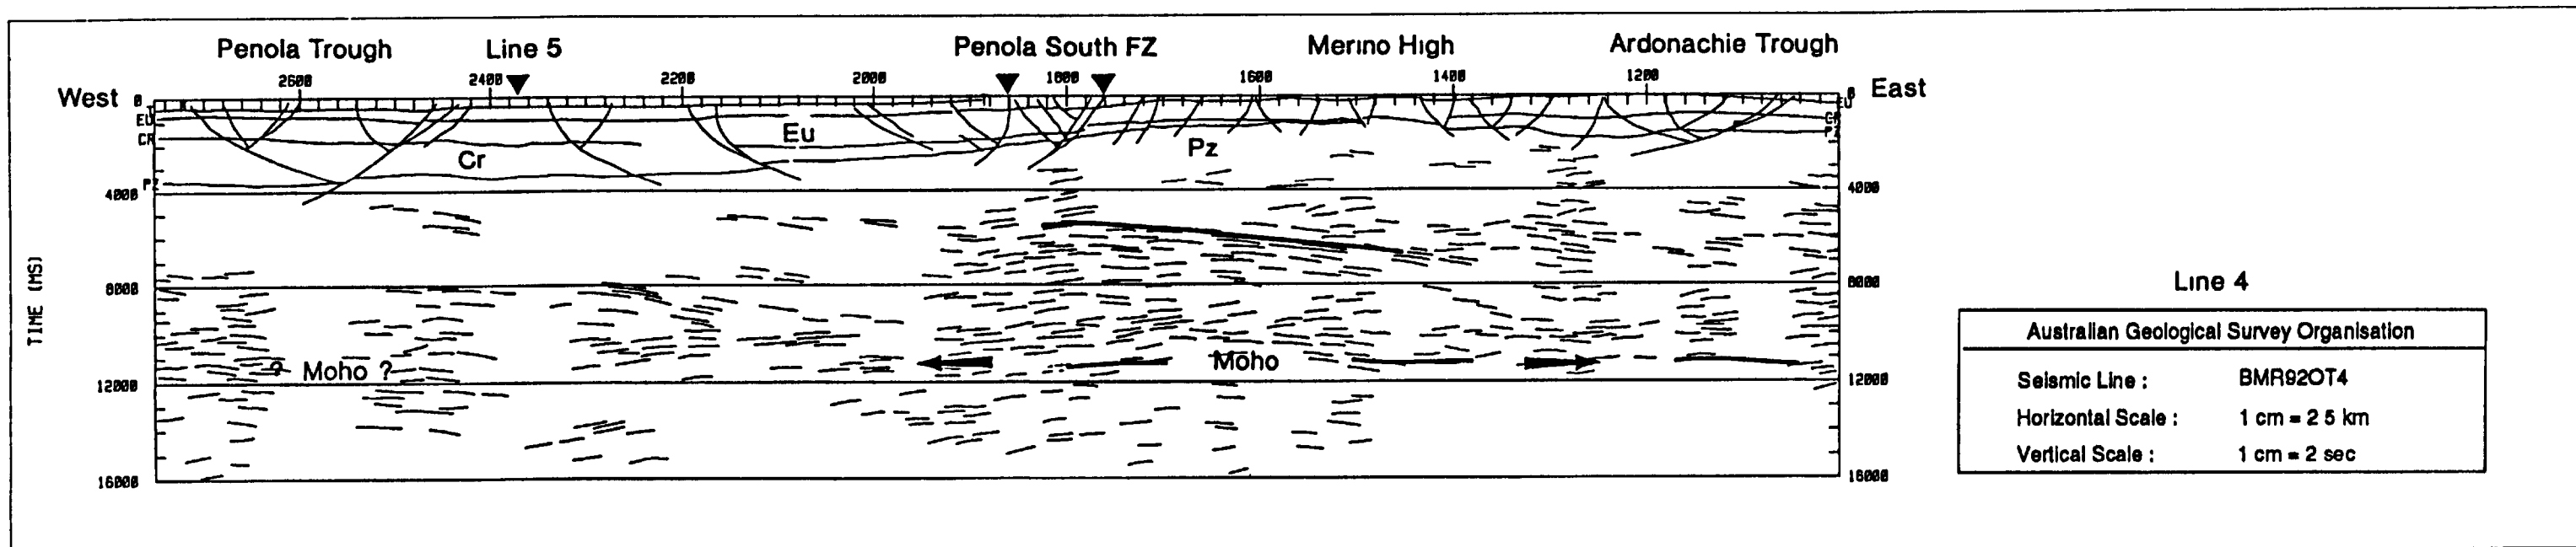 Penola Trough Line 5 Penola South FZ Merino High Ardonachie Trough
2600 2400 2200 2000 1800 1600 1400 1200
West 0 0 East
T EU
EU Eu CR
CR Cr Pz PZ
PZ
4000 4000
TIME (MS)
8000 8000
? Moho ? Moho
12000 12000
16000 16000
Line 4
Australian Geological Survey Organisation
Seismic Line : BMR92OT4
Horizontal Scale : 1 cm = 2 5 km
Vertical Scale : 1 cm = 2 sec